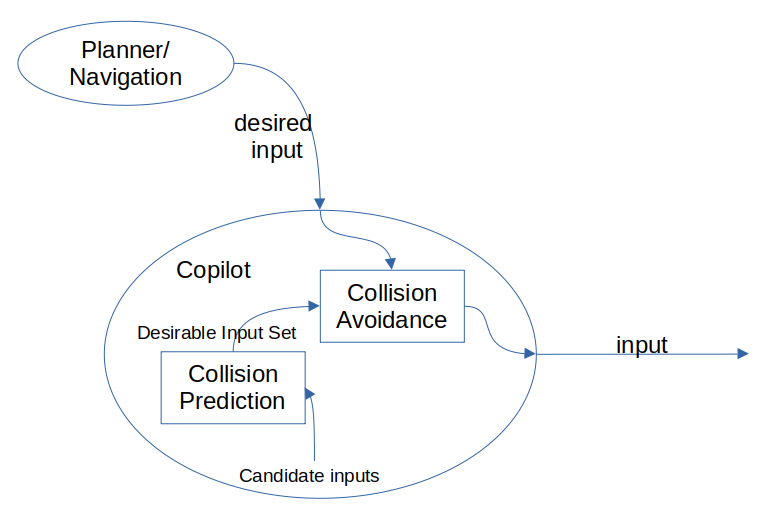 Planner/
Navigation
desired
input
Copilot
Collision
Avoidance
Desirable Input Set
input
Collision
Prediction
Candidate inputs